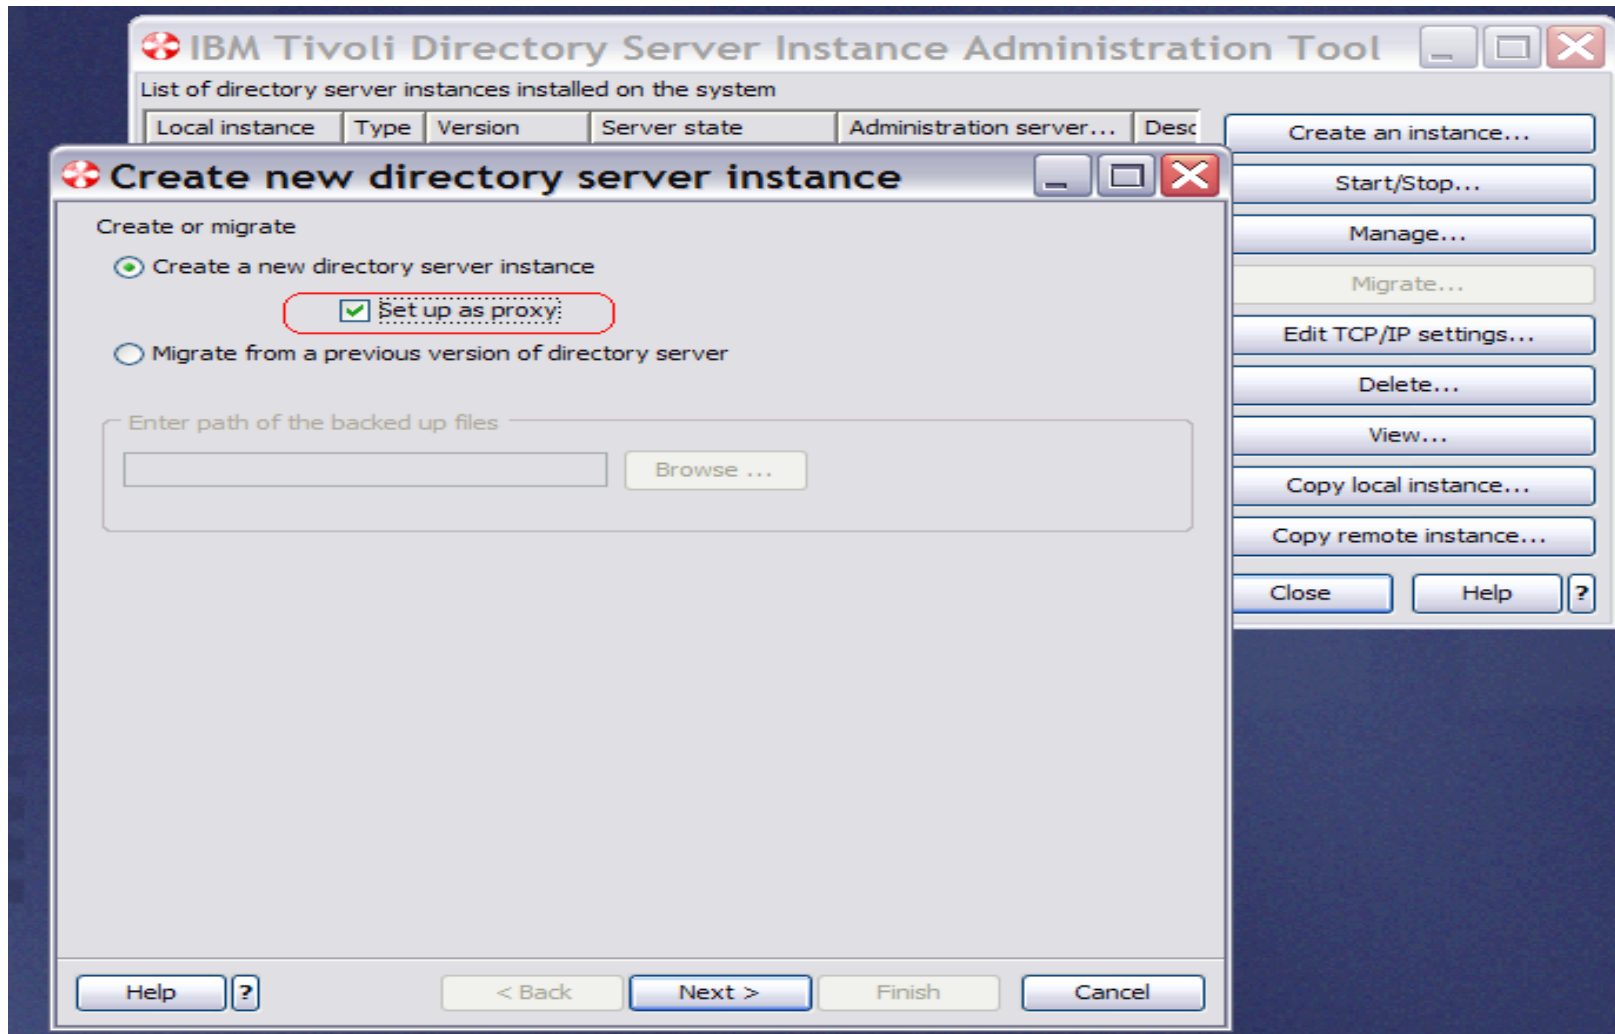 IBM Tivoli Directory Server Instance Administration Tool
List of directory server instances installed on the system
Local instance Type Version Server state Administration server... Desc
Create an instance...
Start/Stop...
Manage...
Migrate...
Edit TCP/IP settings...
Delete...
View...
Copy local instance...
Copy remote instance...
Close Help ?
Create new directory server instance
Create or migrate
Create a new directory server instance
Set up as proxy
Migrate from a previous version of directory server
Enter path of the backed up files
Browse ...
Help ? < Back Next > Finish Cancel